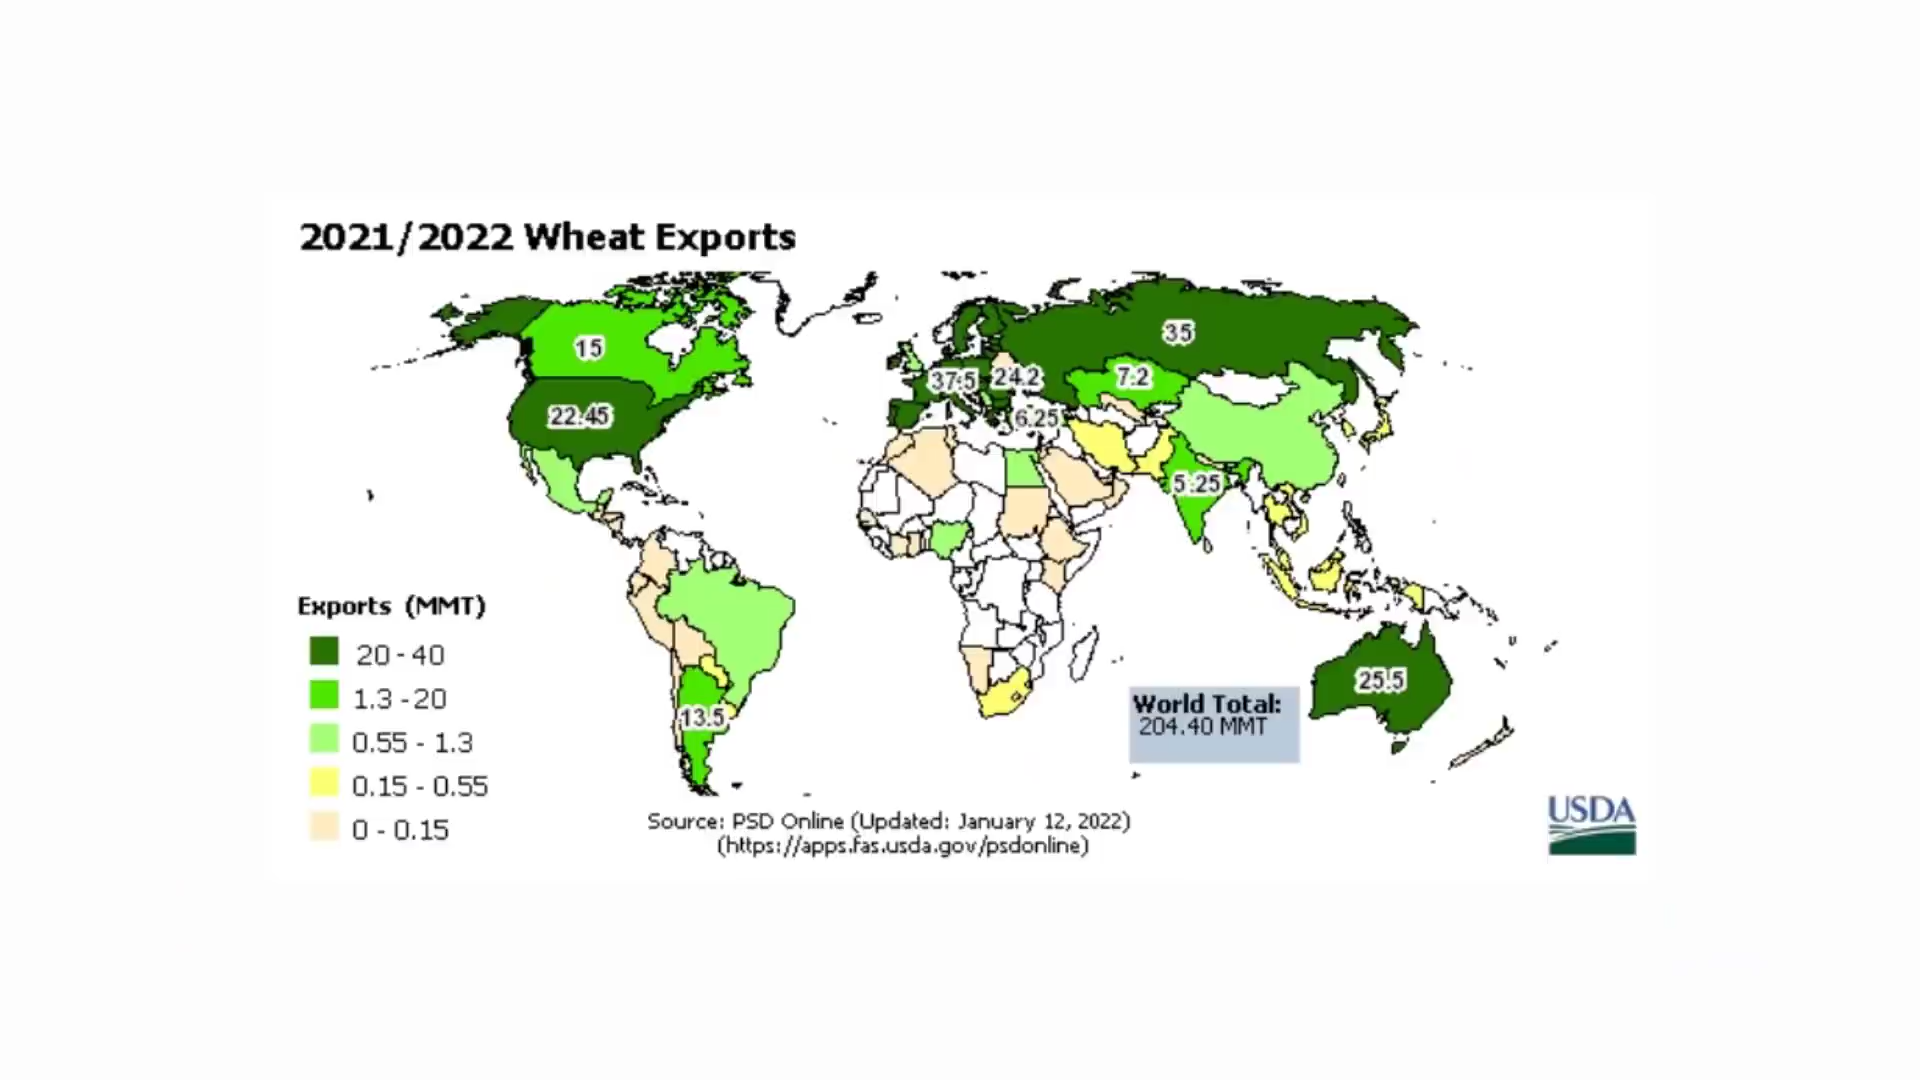 2021/2022 Wheat Exports
35
15
7.2
37.5
24.2
22.45
6.25
5.25
25.5
13.5
Exports (MMT)
20 - 40
1.3 -20
0.55 - 1.3
0.15 - 0.55
0 - 0.15
World Total:
204.40 MMT
Source: PSD Online (Updated: January 12, 2022)
(https://apps.fas.usda.gov/psdonline)
USDA